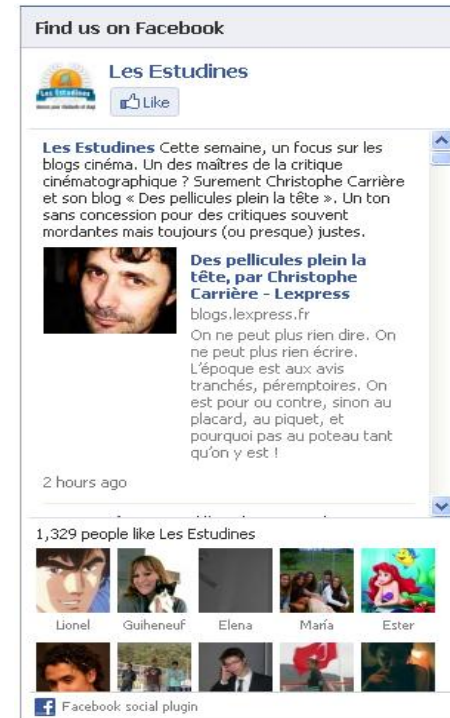 Find us on Facebook
Les Estudines
Les Estudines
Like
Les Estudines Cette semaine, un focus sur les
blogs cinéma. Un des maîtres de la critique
cinématographique ? Surement Christophe Carrière
et son blog « Des pellicules plein la tête ». Un ton
sans concession pour des critiques souvent
mordantes mais toujours (ou presque) justes.
Des pellicules plein la
tête, par Christophe
Carrière - Lexpress
blogs.lexpress.fr
On ne peut plus rien dire. On
ne peut plus rien écrire.
L'époque est aux avis
tranchés, péremptoires. On
est pour ou contre, sinon au
placard, au piquet, et
pourquoi pas au poteau tant
qu'on y est !
2 hours ago
1,329 people like Les Estudines
Lionel Guiheneuf Elena María Ester
Facebook social plugin